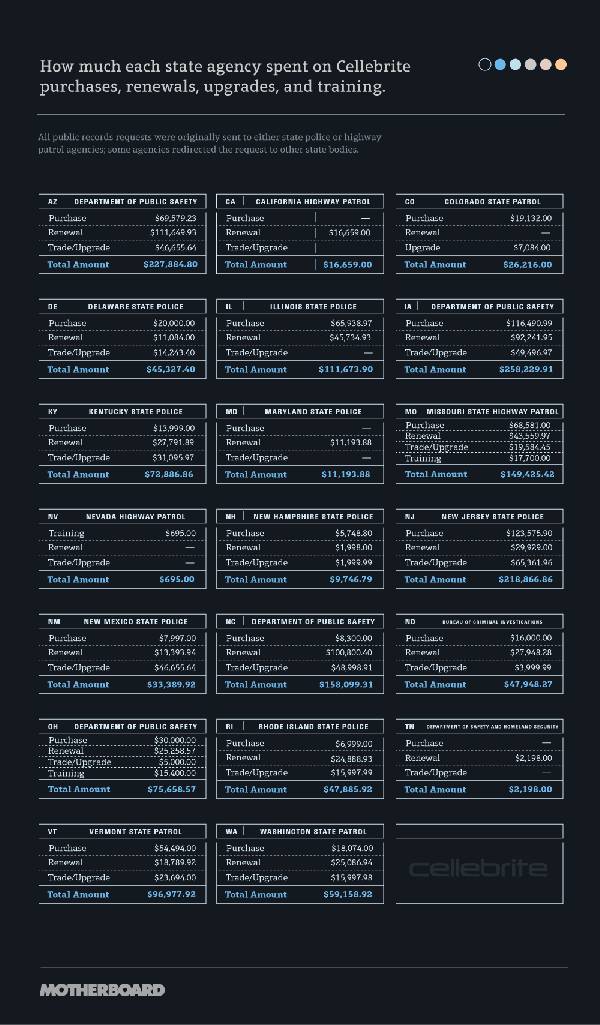 How much each state agency spent on Cellebrite
purchases, renewals, upgrades, and training.
All public records requests were originally sent to either state police or highway
patrol agencies; some agencies redirected the request to other state bodies.
AZ DEPARTMENT OF PUBLIC SAFETY
Purchase $69,579.23
Renewal $111,649.93
Trade/Upgrade $46,655.64
Total Amount $227,884.80
CA CALIFORNIA HIGHWAY PATROL
Purchase —
Renewal $16,659.00
Trade/Upgrade
Total Amount $16,659.00
CO COLORADO STATE PATROL
Purchase $19,132.00
Renewal —
Upgrade $7,084.00
Total Amount $26,216.00
DE DELAWARE STATE POLICE
Purchase $20,000.00
Renewal $11,084.00
Trade/Upgrade $14,243.40
Total Amount $45,327.40
IL ILLINOIS STATE POLICE
Purchase $65,938.97
Renewal $45,734.93
Trade/Upgrade —
Total Amount $111,673.90
IA DEPARTMENT OF PUBLIC SAFETY
Purchase $116,490.99
Renewal $92,241.95
Trade/Upgrade $49,496.97
Total Amount $258,229.91
KY KENTUCKY STATE POLICE
Purchase $13,999.00
Renewal $27,791.89
Trade/Upgrade $31,095.97
Total Amount $72,886.86
MD MARYLAND STATE POLICE
Purchase —
Renewal $11,193.88
Trade/Upgrade —
Total Amount $11,193.88
MO MISSOURI STATE HIGHWAY PATROL
Purchase $68,581.00
Renewal $43,559.97
Trade/Upgrade $19,584.45
Training $17,700.00
Total Amount $149,425.42
NV NEVADA HIGHWAY PATROL
Training $695.00
Renewal —
Trade/Upgrade —
Total Amount $695.00
NH NEW HAMPSHIRE STATE POLICE
Purchase $5,748.80
Renewal $1,998.00
Trade/Upgrade $1,999.99
Total Amount $9,746.79
NJ NEW JERSEY STATE POLICE
Purchase $123,575.90
Renewal $29,929.00
Trade/Upgrade $65,361.96
Total Amount $218,866.86
NM NEW MEXICO STATE POLICE
Purchase $7,997.00
Renewal $13,393.94
Trade/Upgrade $46,655.64
Total Amount $33,389.92
NC DEPARTMENT OF PUBLIC SAFETY
Purchase $8,300.00
Renewal $100,800.40
Trade/Upgrade $48,998.91
Total Amount $158,099.31
ND BUREAU OF CRIMINAL INVESTIGATIONS
Purchase $16,000.00
Renewal $27,948.28
Trade/Upgrade $3,999.99
Total Amount $47,948.27
OH DEPARTMENT OF PUBLIC SAFETY
Purchase $30,000.00
Renewal $25,258.57
Trade/Upgrade $5,000.00
Training $15,400.00
Total Amount $75,658.57
RI RHODE ISLAND STATE POLICE
Purchase $6,999.00
Renewal $24,888.93
Trade/Upgrade $15,997.99
Total Amount $47,885.92
TN DEPARTMENT OF SAFETY AND HOMELAND SECURITY
Purchase —
Renewal $2,198.00
Trade/Upgrade —
Total Amount $2,198.00
VT VERMONT STATE PATROL
Purchase $54,494.00
Renewal $18,789.92
Trade/Upgrade $23,694.00
Total Amount $96,977.92
WA WASHINGTON STATE PATROL
Purchase $18,074.00
Renewal $25,086.94
Trade/Upgrade $15,997.98
Total Amount $59,158.92
cellebrite
MOTHERBOARD